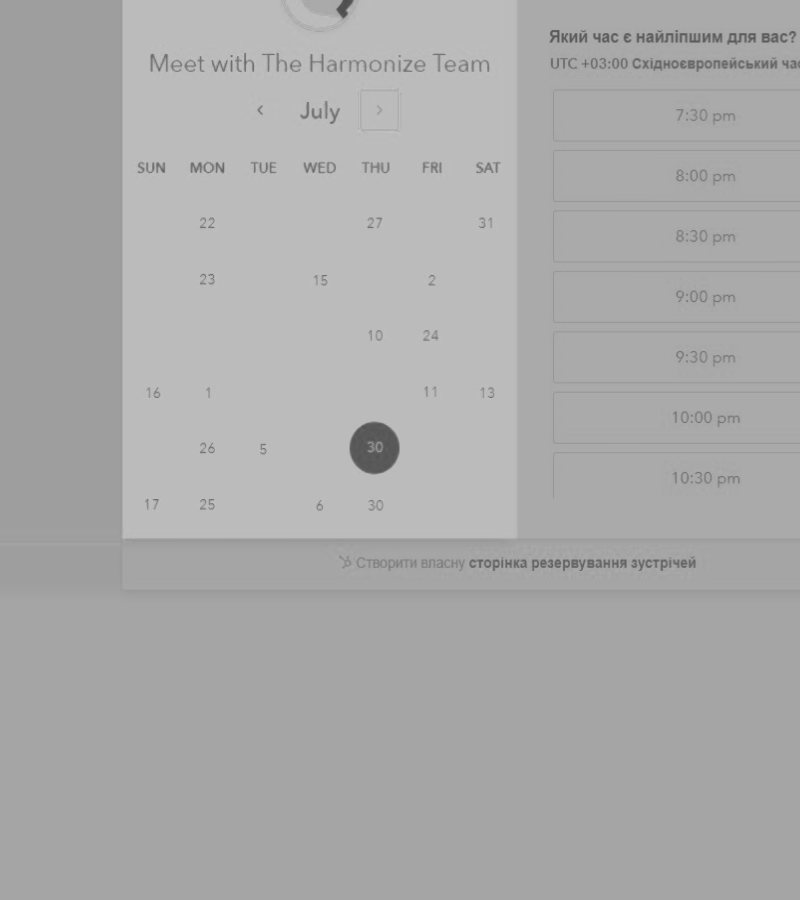 Meet with The Harmonize Team
July
SUN MON TUE WED THU FRI SAT
22 27 31
23 15 2
10 24
16 1 11 13
26 5 30
17 25 6 30
Який час є найліпшим для вас?
UTC +03:00 Східноєвропейський
7:30 pm
8:00 pm
8:30 pm
9:00 pm
9:30 pm
10:00 pm
10:30 pm
Створити власну сторінка резервування зустрічей